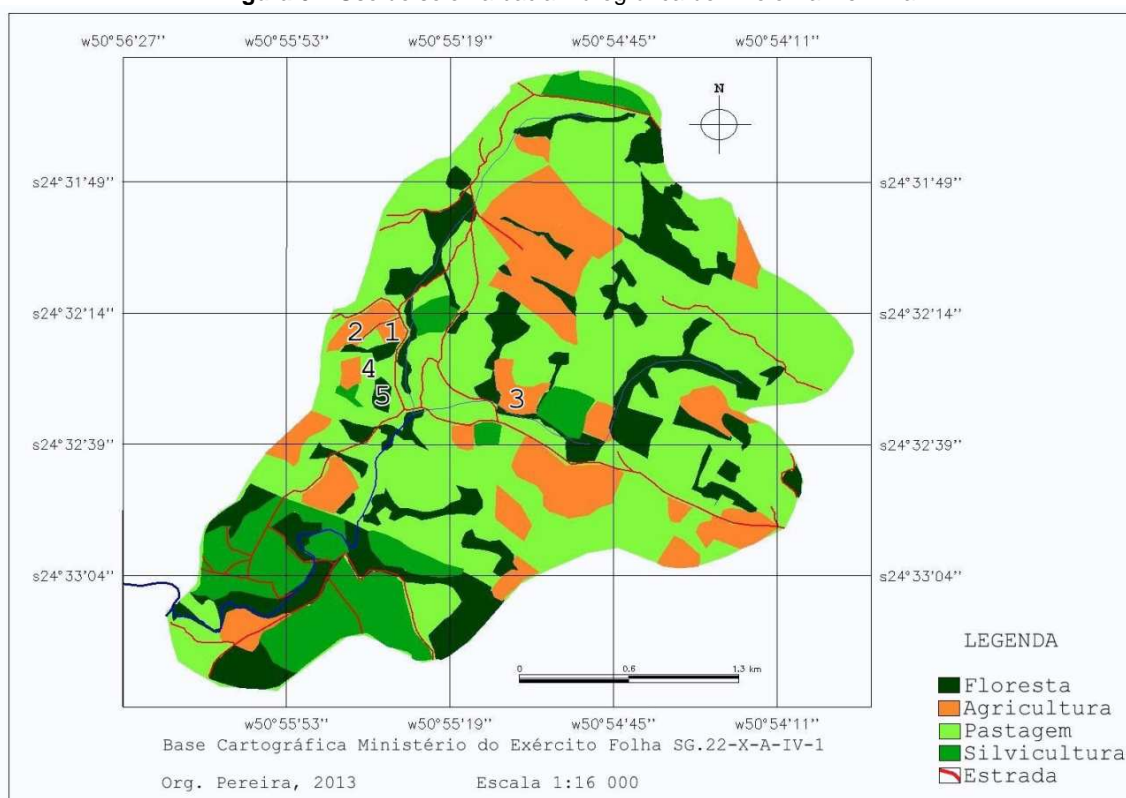 w50°56'27'' w50°55'53'' w50°55'19'' w50°54'45'' w50°54'11''
N
s24°31'49'' s24°31'49''
s24°32'14'' s24°32'14''
2 1
4
5 3
s24°32'39'' s24°32'39''
s24°33'04'' s24°33'04''
0 0.6 1.3 km
w50°55'53'' w50°55'19'' w50°54'45'' w50°54'11''
LEGENDA
Floresta
Agricultura
Pastagem
Silvicultura
Estrada
Base Cartográfica Ministério do Exército Folha SG.22-X-A-IV-1
Org. Pereira, 2013 Escala 1:16 000